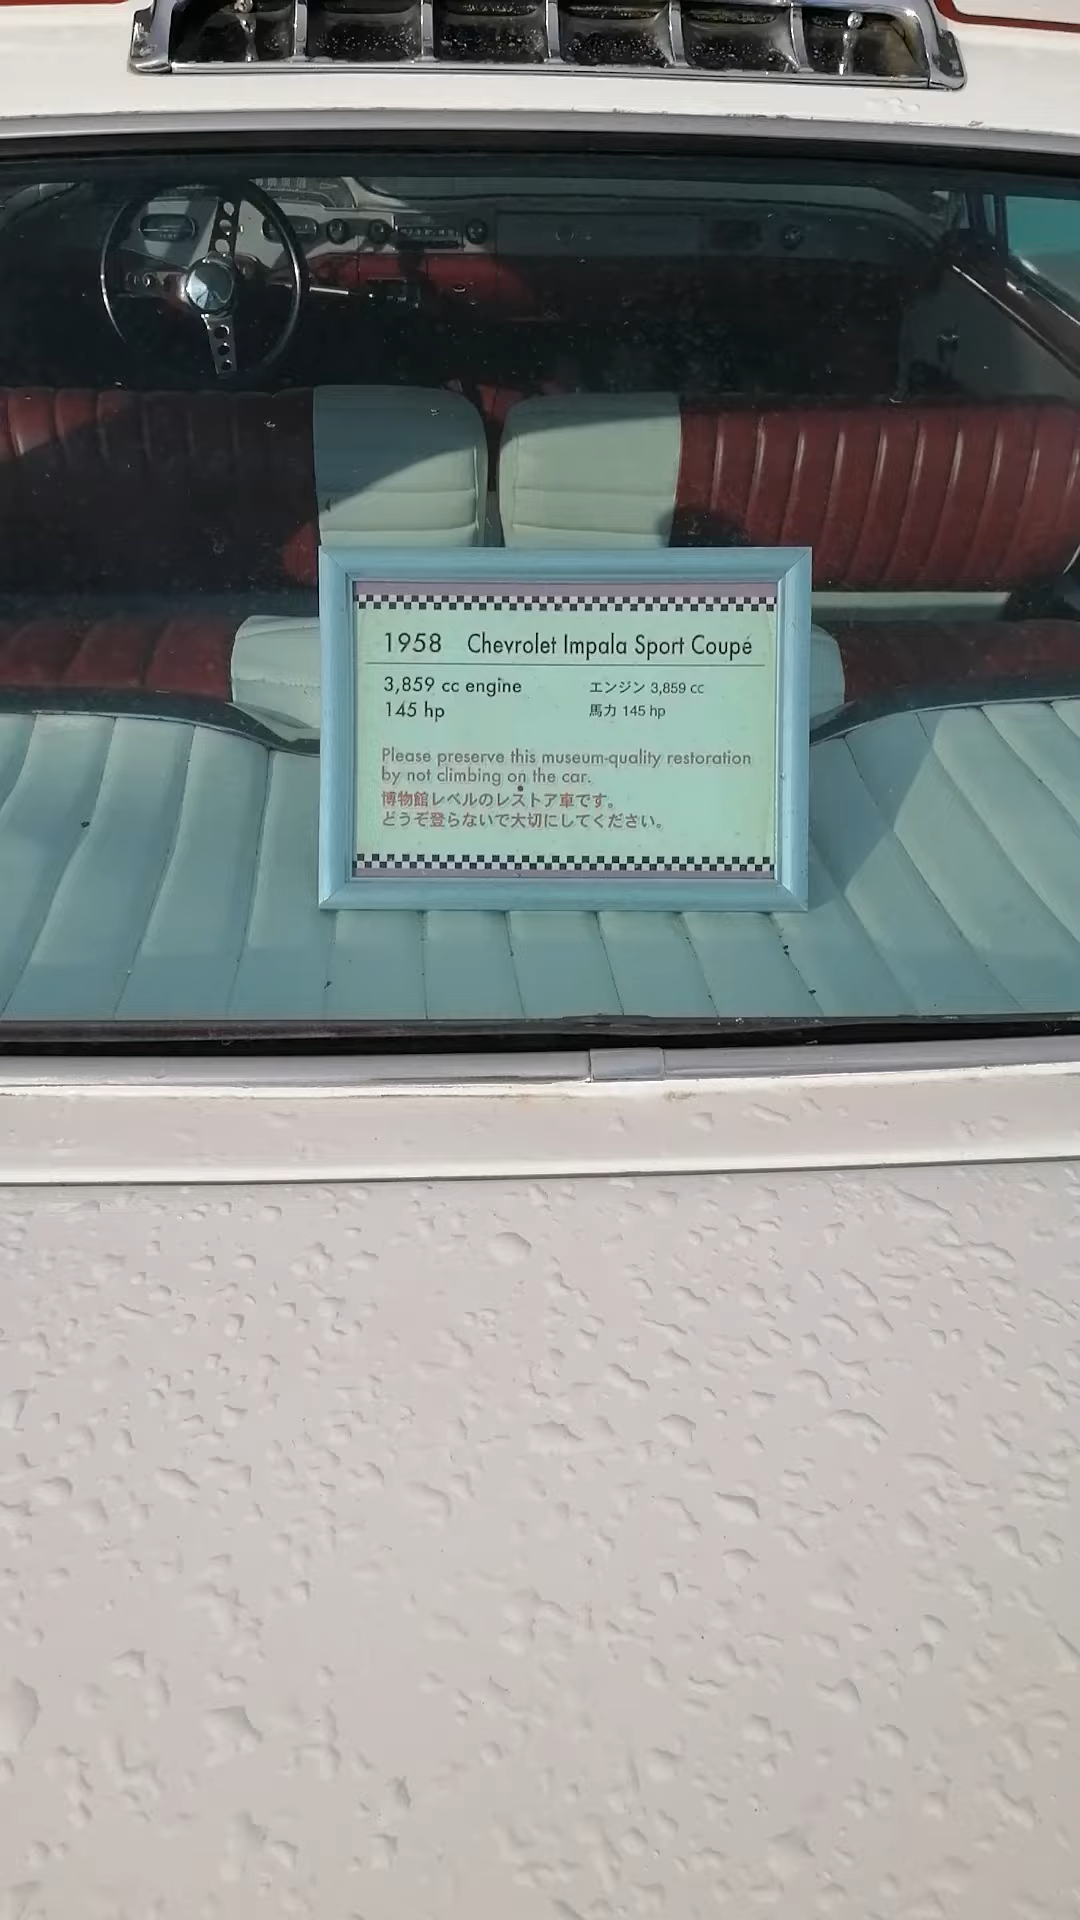 1958 Chevrolet Impala Sport Coupé
3,859 cc engine
145 hp
エンジン 3,859 cc
馬力 145 hp
Please preserve this museum-quality restoration
by not climbing on the car.
博物館レベルのレストア車です。
どうぞ登らないで大切にしてください。